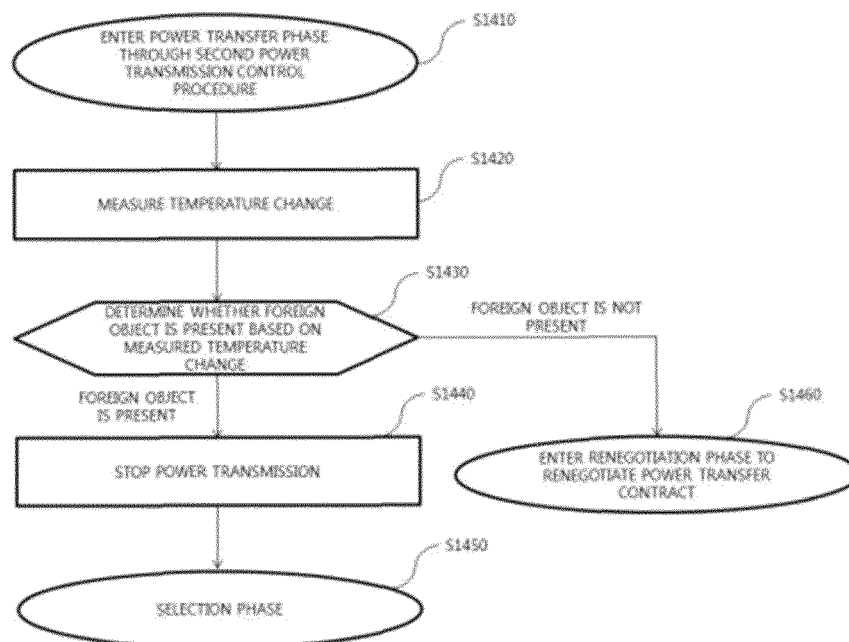 ENTER POWER TRANSFER PHASE
THROUGH SECOND POWER
TRANSMISSION CONTROL
PROCEDURE
S1410
MEASURE TEMPERATURE CHANGE
S1420
DETERMINE WHETHER FOREIGN
OBJECT IS PRESENT BASED ON
MEASURED TEMPERATURE
CHANGE
S1430
FOREIGN OBJECT IS NOT
PRESENT
FOREIGN OBJECT
IS PRESENT
S1440
STOP POWER TRANSMISSION
S1460
ENTER RENEGOTIATION PHASE TO
RENEGOTIATE POWER TRANSFER
CONTRACT
S1450
SELECTION PHASE